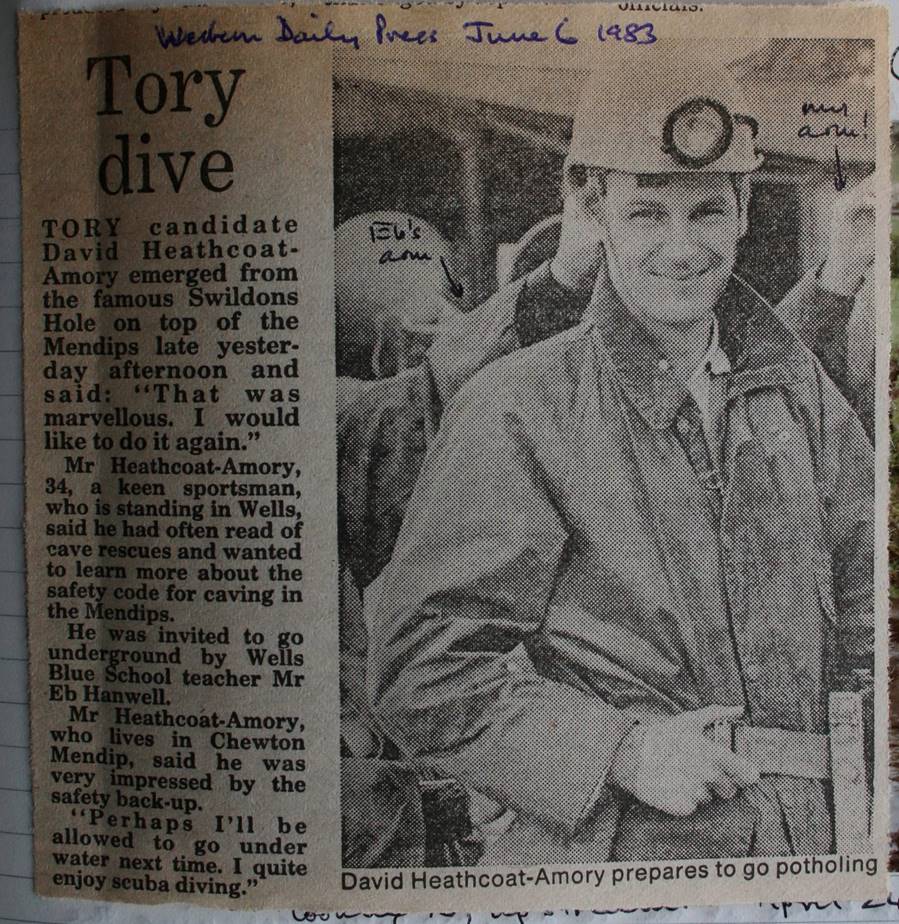 officials.
Western Daily Press June 6 1983
Tory
dive
TORY candidate
David Heathcoat-
Amory emerged from
the famous Swildons
Hole on top of the
Mendips late yester-
day afternoon and
said: “That was
marvellous. I would
like to do it again.”
Mr Heathcoat-Amory,
34, a keen sportsman,
who is standing in Wells,
said he had often read of
cave rescues and wanted
to learn more about the
safety code for caving in
the Mendips.
He was invited to go
underground by Wells
Blue School teacher Mr
Eb Hanwell.
Mr Heathcoat-Amory,
who lives in Chewton
Mendip, said he was
very impressed by the
safety back-up.
“Perhaps I'll be
allowed to go under
water next time. I quite
enjoy scuba diving.”
Eb's
arm
my
arm!
David Heathcoat-Amory prepares to go potholing
April 24